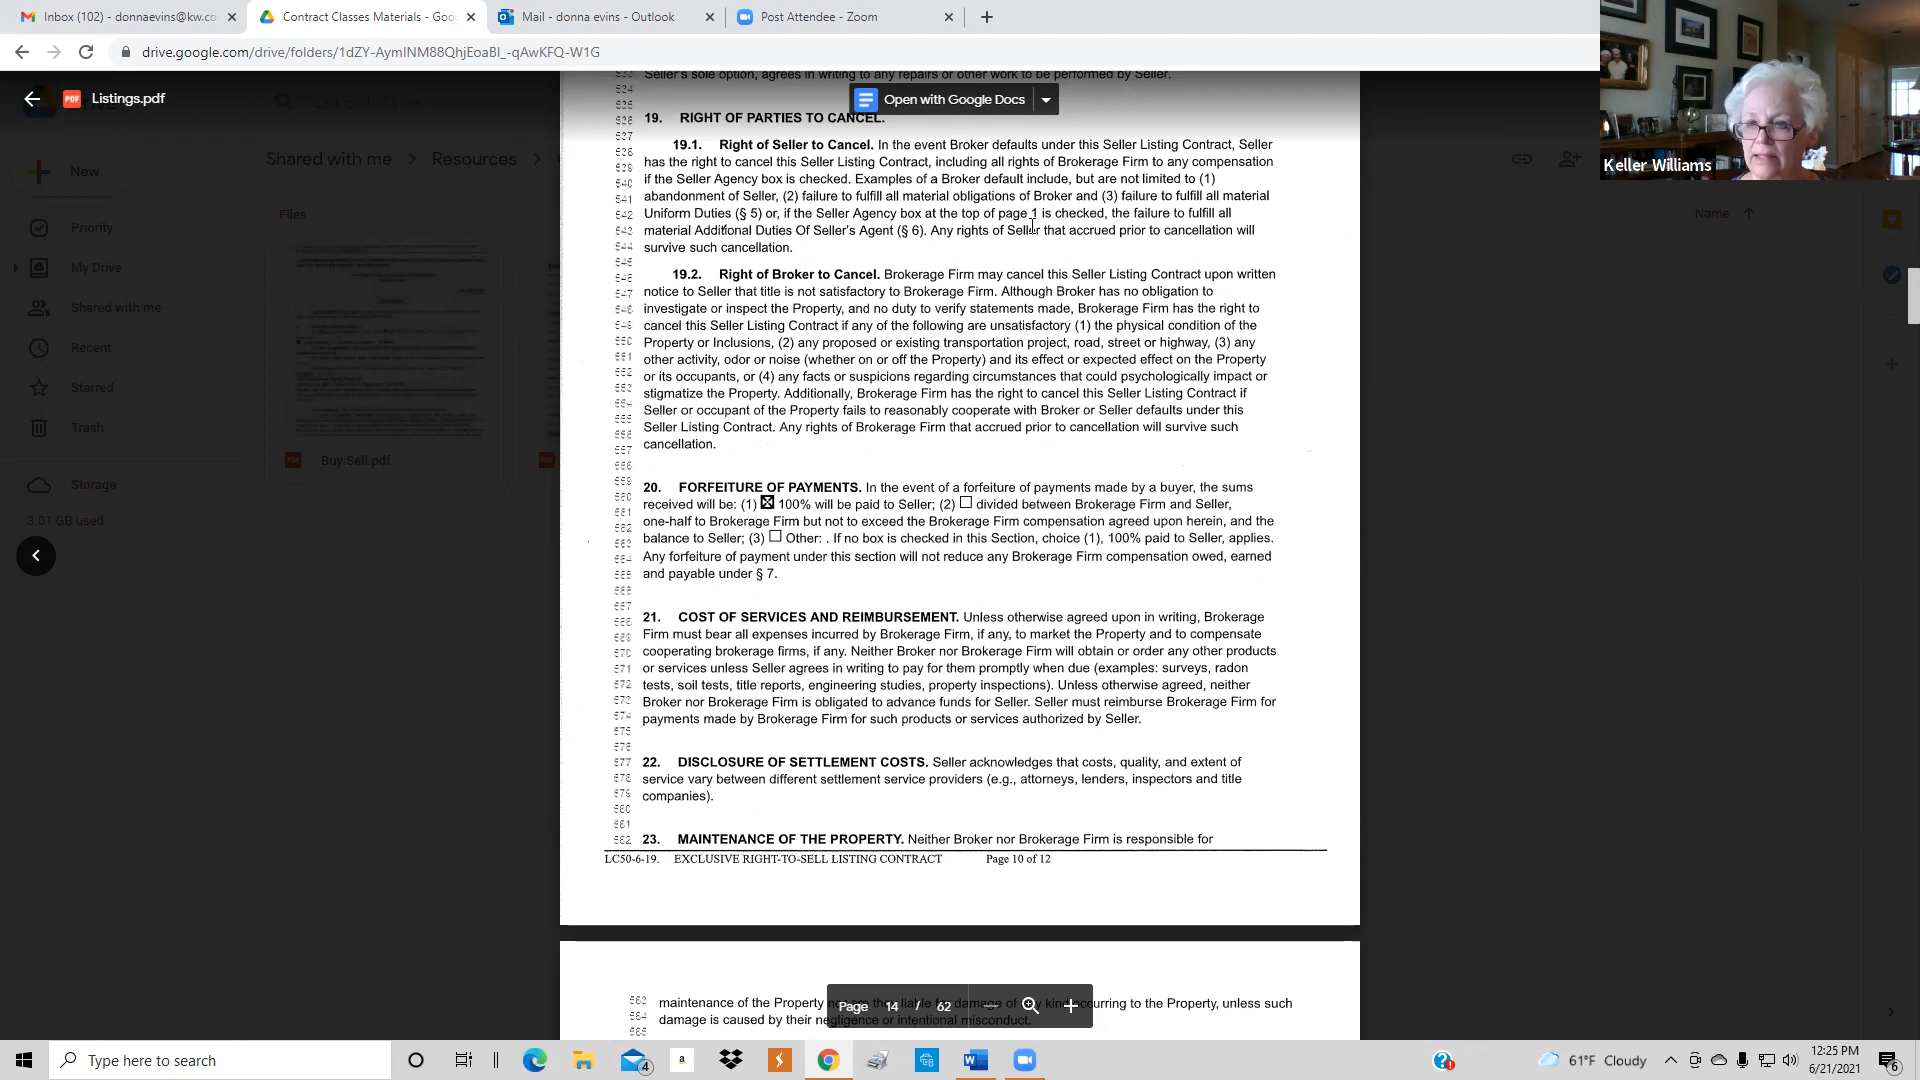 Inbox (102) - donnaevins@kw.co
Contract Classes Materials - Goo
Mail - donna evins - Outlook
Post Attendee - Zoom
drive.google.com/drive/folders/1dZY-AymINM88QhjEoaBI_-qAwKFQ-W1G
Listings.pdf
Open with Google Docs
Keller Williams
New
Shared with me
Resources
Files
Name
Priority
My Drive
Shared with me
Recent
Starred
Trash
Storage
3.01 GB used
Buy:Sell.pdf
Seller's sole option, agrees in writing to any repairs or other work to be performed by Seller.
19. RIGHT OF PARTIES TO CANCEL.
19.1. Right of Seller to Cancel. In the event Broker defaults under this Seller Listing Contract, Seller
has the right to cancel this Seller Listing Contract, including all rights of Brokerage Firm to any compensation
if the Seller Agency box is checked. Examples of a Broker default include, but are not limited to (1)
abandonment of Seller, (2) failure to fulfill all material obligations of Broker and (3) failure to fulfill all material
Uniform Duties (§ 5) or, if the Seller Agency box at the top of page 1 is checked, the failure to fulfill all
material Additional Duties Of Seller's Agent (§ 6). Any rights of Seller that accrued prior to cancellation will
survive such cancellation.
19.2. Right of Broker to Cancel. Brokerage Firm may cancel this Seller Listing Contract upon written
notice to Seller that title is not satisfactory to Brokerage Firm. Although Broker has no obligation to
investigate or inspect the Property, and no duty to verify statements made, Brokerage Firm has the right to
cancel this Seller Listing Contract if any of the following are unsatisfactory (1) the physical condition of the
Property or Inclusions, (2) any proposed or existing transportation project, road, street or highway, (3) any
other activity, odor or noise (whether on or off the Property) and its effect or expected effect on the Property
or its occupants, or (4) any facts or suspicions regarding circumstances that could psychologically impact or
stigmatize the Property. Additionally, Brokerage Firm has the right to cancel this Seller Listing Contract if
Seller or occupant of the Property fails to reasonably cooperate with Broker or Seller defaults under this
Seller Listing Contract. Any rights of Brokerage Firm that accrued prior to cancellation will survive such
cancellation.
20. FORFEITURE OF PAYMENTS. In the event of a forfeiture of payments made by a buyer, the sums
received will be: (1) ☒ 100% will be paid to Seller; (2) ☐ divided between Brokerage Firm and Seller,
one-half to Brokerage Firm but not to exceed the Brokerage Firm compensation agreed upon herein, and the
balance to Seller; (3) ☐ Other: . If no box is checked in this Section, choice (1), 100% paid to Seller, applies.
Any forfeiture of payment under this section will not reduce any Brokerage Firm compensation owed, earned
and payable under § 7.
21. COST OF SERVICES AND REIMBURSEMENT. Unless otherwise agreed upon in writing, Brokerage
Firm must bear all expenses incurred by Brokerage Firm, if any, to market the Property and to compensate
cooperating brokerage firms, if any. Neither Broker nor Brokerage Firm will obtain or order any other products
or services unless Seller agrees in writing to pay for them promptly when due (examples: surveys, radon
tests, soil tests, title reports, engineering studies, property inspections). Unless otherwise agreed, neither
Broker nor Brokerage Firm is obligated to advance funds for Seller. Seller must reimburse Brokerage Firm for
payments made by Brokerage Firm for such products or services authorized by Seller.
22. DISCLOSURE OF SETTLEMENT COSTS. Seller acknowledges that costs, quality, and extent of
service vary between different settlement service providers (e.g., attorneys, lenders, inspectors and title
companies).
23. MAINTENANCE OF THE PROPERTY. Neither Broker nor Brokerage Firm is responsible for
LC50-6-19. EXCLUSIVE RIGHT-TO-SELL LISTING CONTRACT Page 10 of 12
maintenance of the Property nor are they liable for damage of any kind occurring to the Property, unless such
damage is caused by their negligence or intentional misconduct.
Page 14 / 62
Type here to search
61°F Cloudy
12:25 PM
6/21/2021